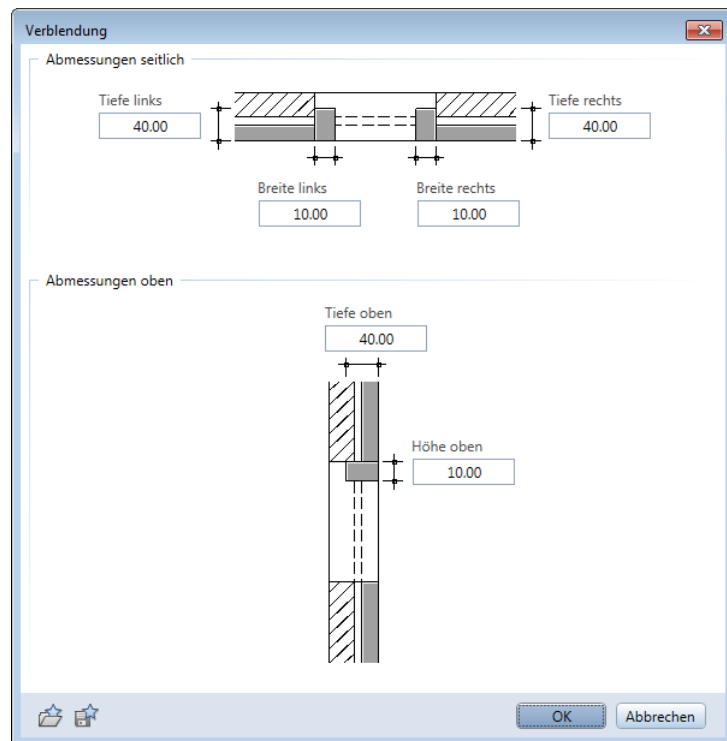 Verblendung
Abmessungen seitlich
Tiefe links
40.00
Tiefe rechts
40.00
Breite links
10.00
Breite rechts
10.00
Abmessungen oben
Tiefe oben
40.00
Höhe oben
10.00
OK
Abbrechen